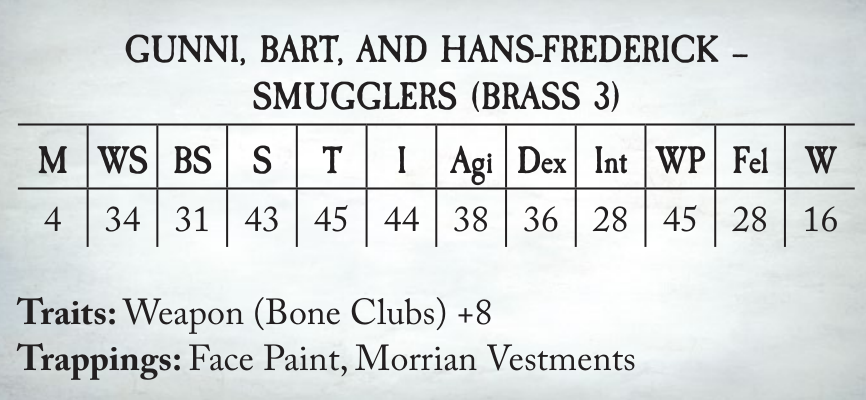 GUNNI, BART, AND HANS-FREDERICK –
SMUGGLERS (BRASS 3)
M WS BS S T I Agi Dex Int WP Fel W
4 34 31 43 45 44 38 36 28 45 28 16
Traits: Weapon (Bone Clubs) +8
Trappings: Face Paint, Morrian Vestments